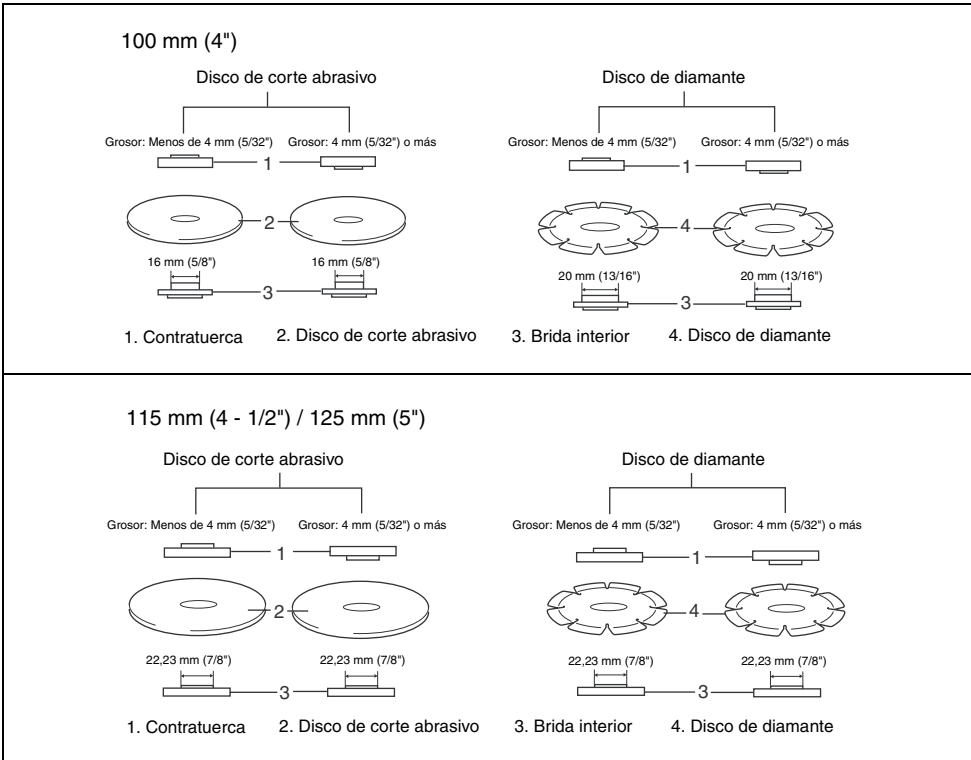 100 mm (4")
Disco de corte abrasivo
Disco de diamante
Grosor: Menos de 4 mm (5/32")
Grosor: 4 mm (5/32") o más
Grosor: Menos de 4 mm (5/32")
Grosor: 4 mm (5/32") o más
1
1
2
4
16 mm (5/8")
16 mm (5/8")
20 mm (13/16")
20 mm (13/16")
3
3
1. Contratuerca
2. Disco de corte abrasivo
3. Brida interior
4. Disco de diamante
115 mm (4 - 1/2") / 125 mm (5")
Disco de corte abrasivo
Disco de diamante
Grosor: Menos de 4 mm (5/32")
Grosor: 4 mm (5/32") o más
Grosor: Menos de 4 mm (5/32")
Grosor: 4 mm (5/32") o más
1
1
2
4
22,23 mm (7/8")
22,23 mm (7/8")
22,23 mm (7/8")
22,23 mm (7/8")
3
3
1. Contratuerca
2. Disco de corte abrasivo
3. Brida interior
4. Disco de diamante